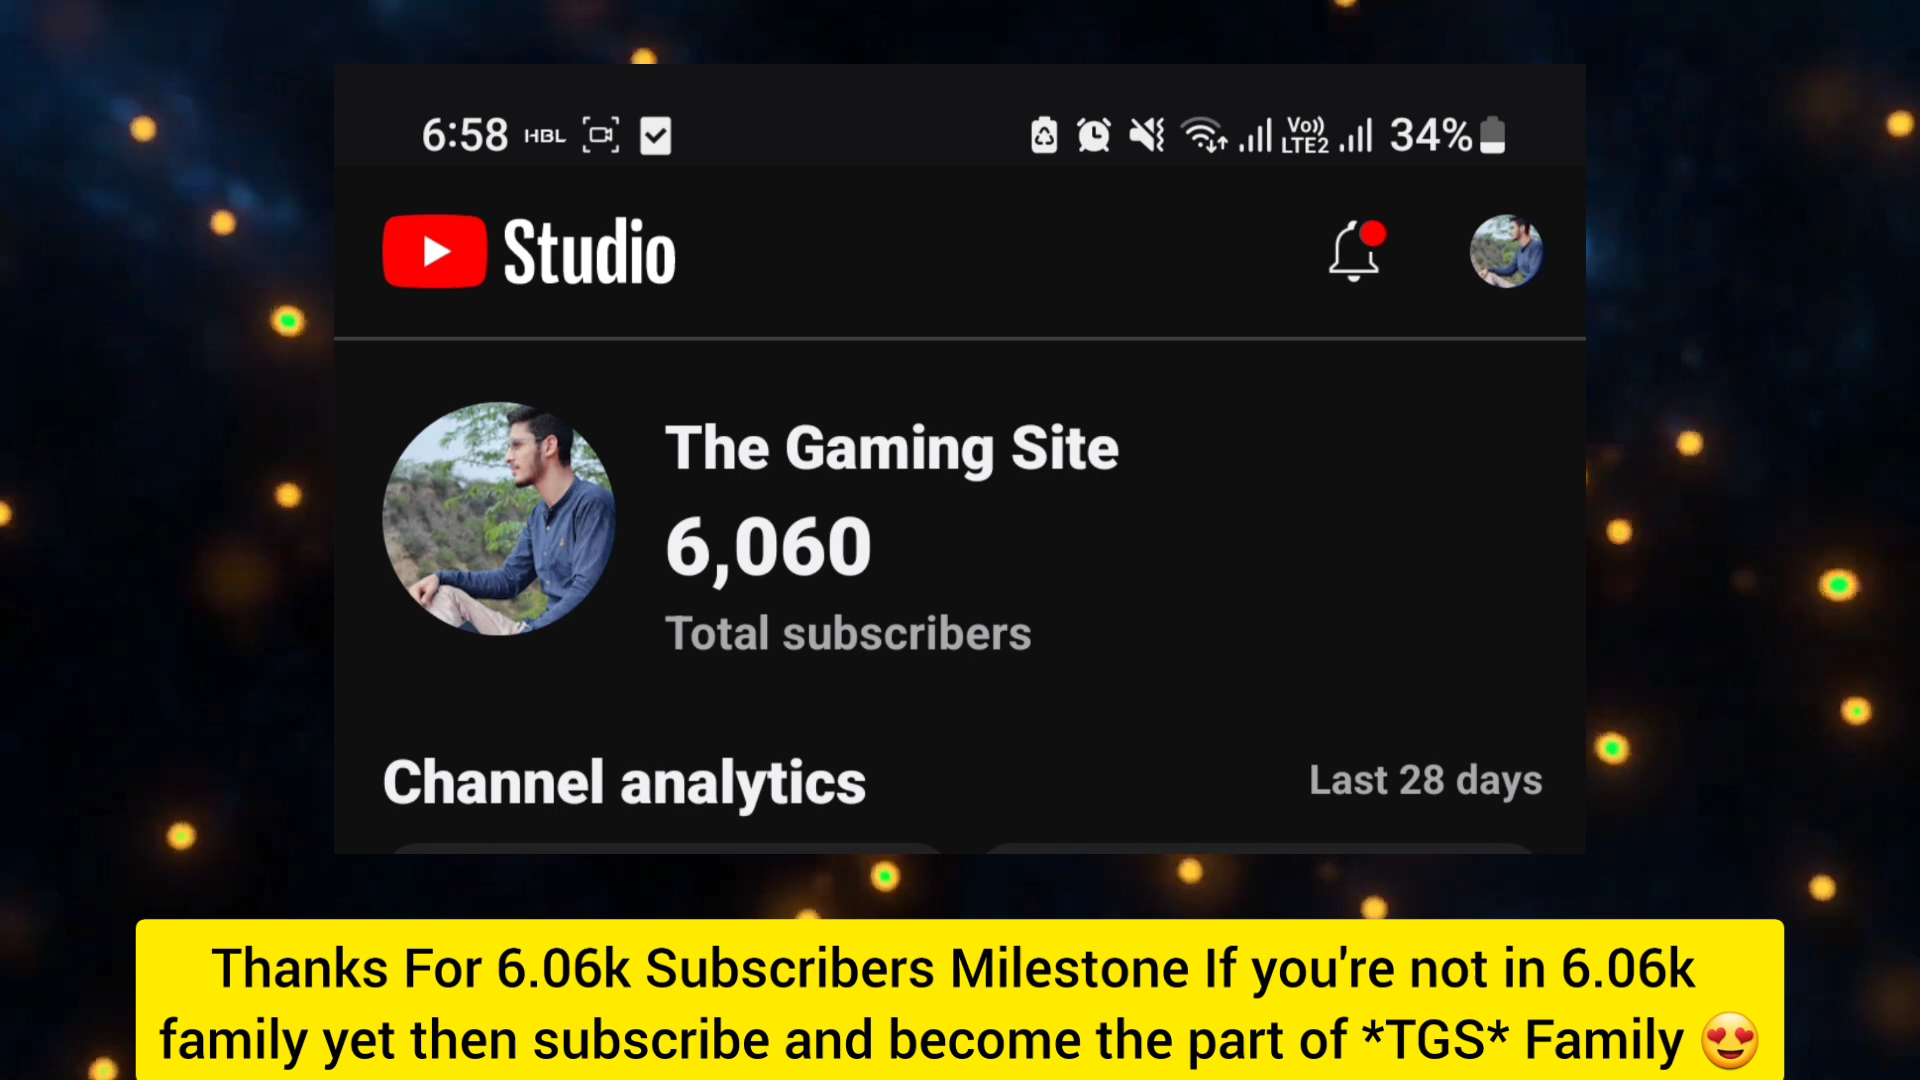 6:58 HBL Vo)) LTE2 34%
Studio
The Gaming Site
6,060
Total subscribers
Channel analytics Last 28 days
Thanks For 6.06k Subscribers Milestone If you're not in 6.06k
family yet then subscribe and become the part of *TGS* Family 😍